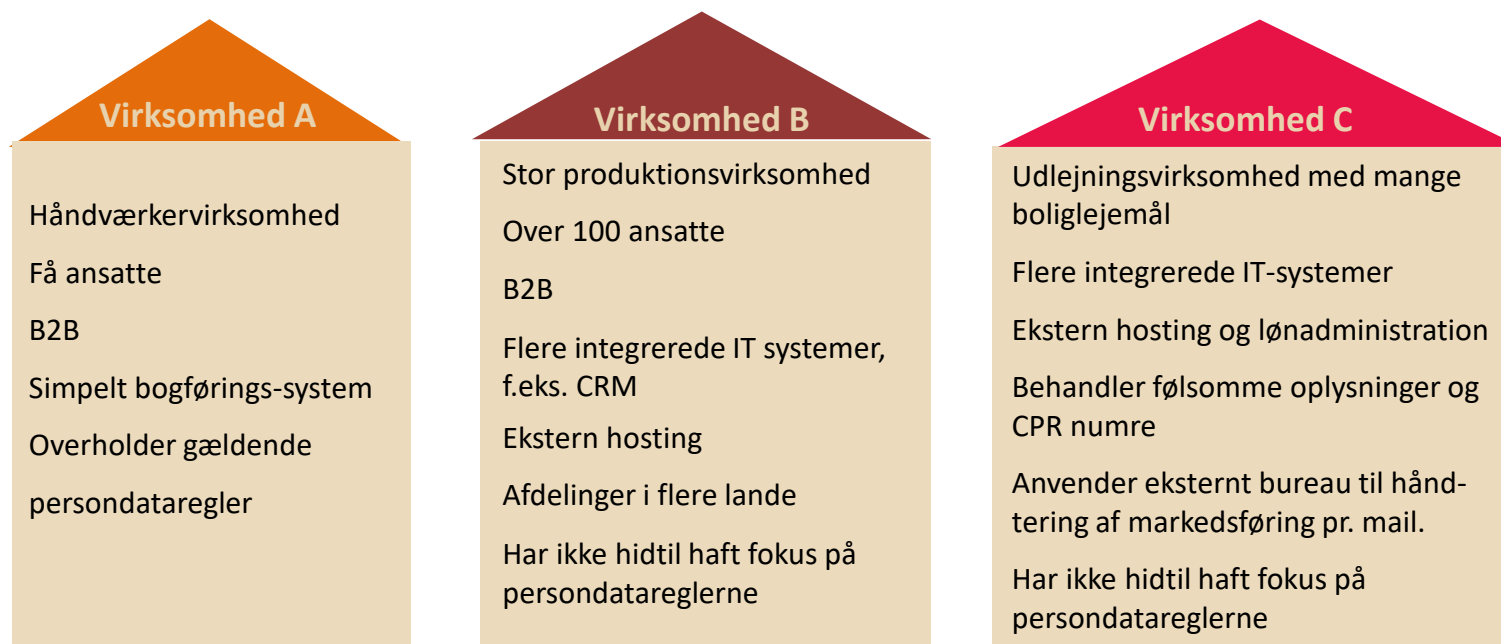 Virksomhed A
Håndværkervirksomhed
Få ansatte
B2B
Simpelt bogførings-system
Overholder gældende
persondataregler
Virksomhed B
Stor produktionsvirksomhed
Over 100 ansatte
B2B
Flere integrerede IT systemer,
f.eks. CRM
Ekstern hosting
Afdelinger i flere lande
Har ikke hidtil haft fokus på
persondatareglerne
Virksomhed C
Udlejningsvirksomhed med mange
boliglejemål
Flere integrerede IT-systemer
Ekstern hosting og lønadministration
Behandler følsomme oplysninger og
CPR numre
Anvender eksternt bureau til hånd-
tering af markedsføring pr. mail.
Har ikke hidtil haft fokus på
persondatareglerne